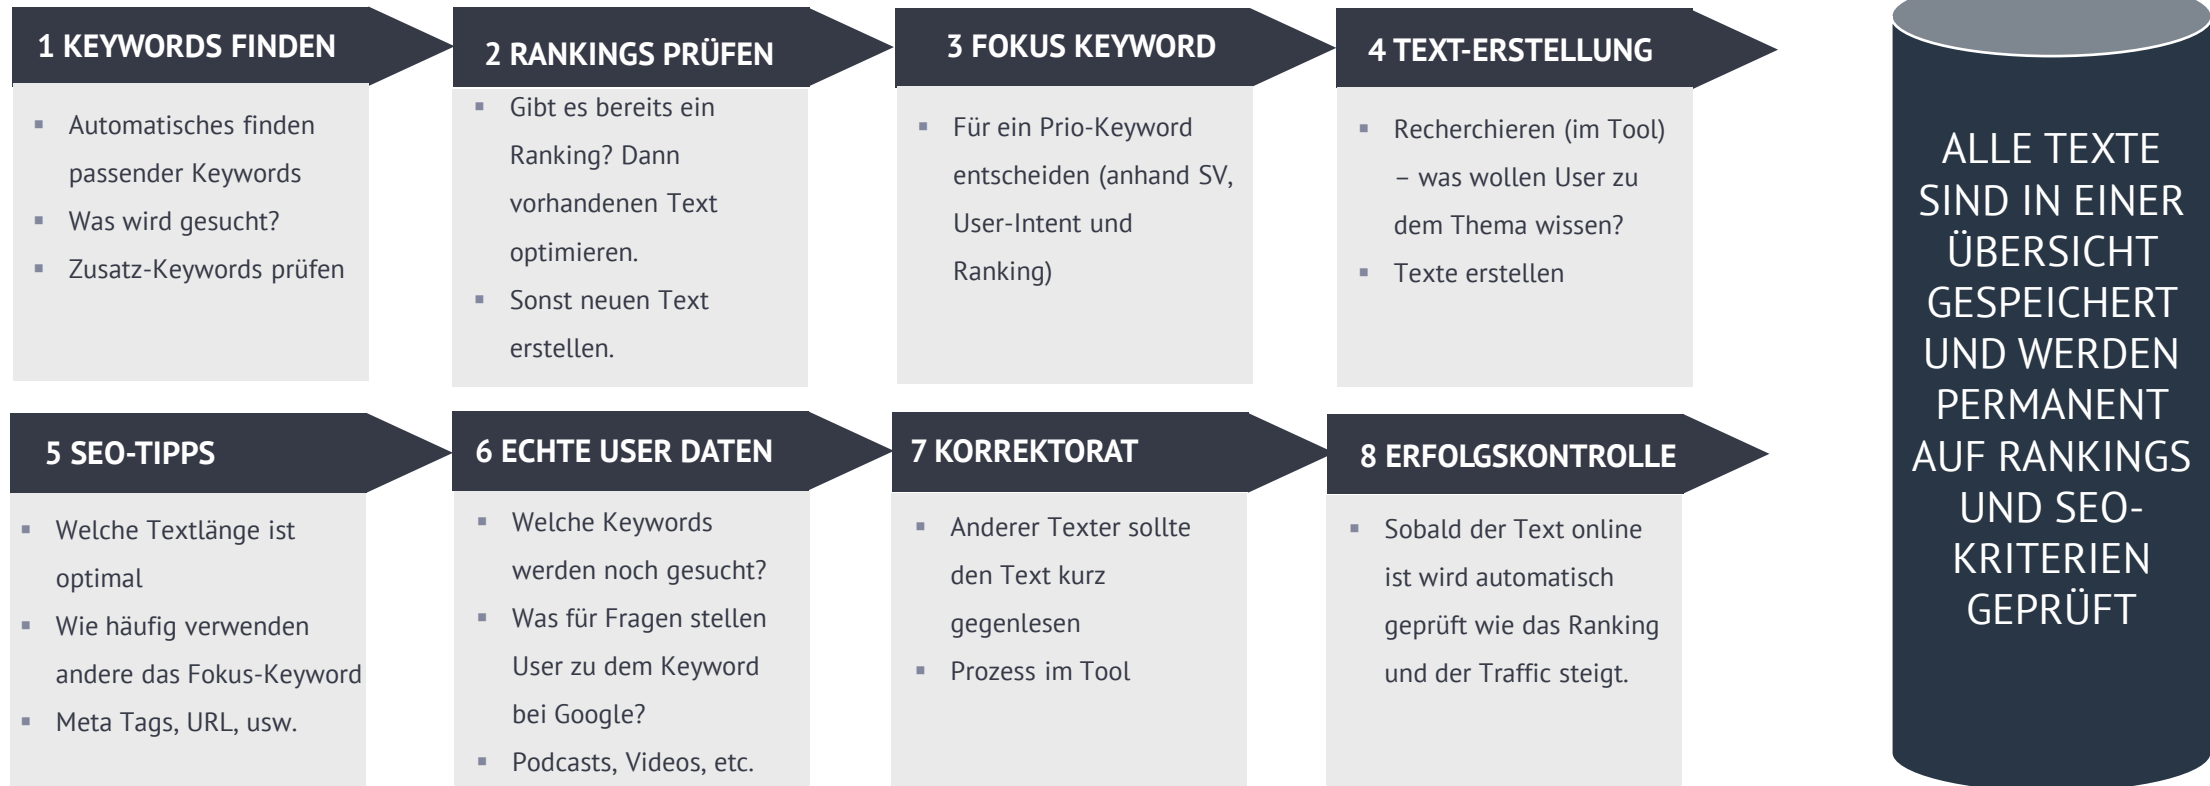 1 KEYWORDS FINDEN
Automatisches finden
passender Keywords
Was wird gesucht?
Zusatz-Keywords prüfen
2 RANKINGS PRÜFEN
Gibt es bereits ein
Ranking? Dann
vorhandenen Text
optimieren.
Sonst neuen Text
erstellen.
3 FOKUS KEYWORD
Für ein Prio-Keyword
entscheiden (anhand SV,
User-Intent und
Ranking)
4 TEXT-ERSTELLUNG
Recherchieren (im Tool)
– was wollen User zu
dem Thema wissen?
Texte erstellen
5 SEO-TIPPS
Welche Textlänge ist
optimal
Wie häufig verwenden
andere das Fokus-Keyword
Meta Tags, URL, usw.
6 ECHTE USER DATEN
Welche Keywords
werden noch gesucht?
Was für Fragen stellen
User zu dem Keyword
bei Google?
Podcasts, Videos, etc.
7 KORREKTORAT
Anderer Texter sollte
den Text kurz
gegenlesen
Prozess im Tool
8 ERFOLGSKONTROLLE
Sobald der Text online
ist wird automatisch
geprüft wie das Ranking
und der Traffic steigt.
ALLE TEXTE
SIND IN EINER
ÜBERSICHT
GESPEICHERT
UND WERDEN
PERMANENT
AUF RANKINGS
UND SEO-
KRITERIEN
GEPRÜFT